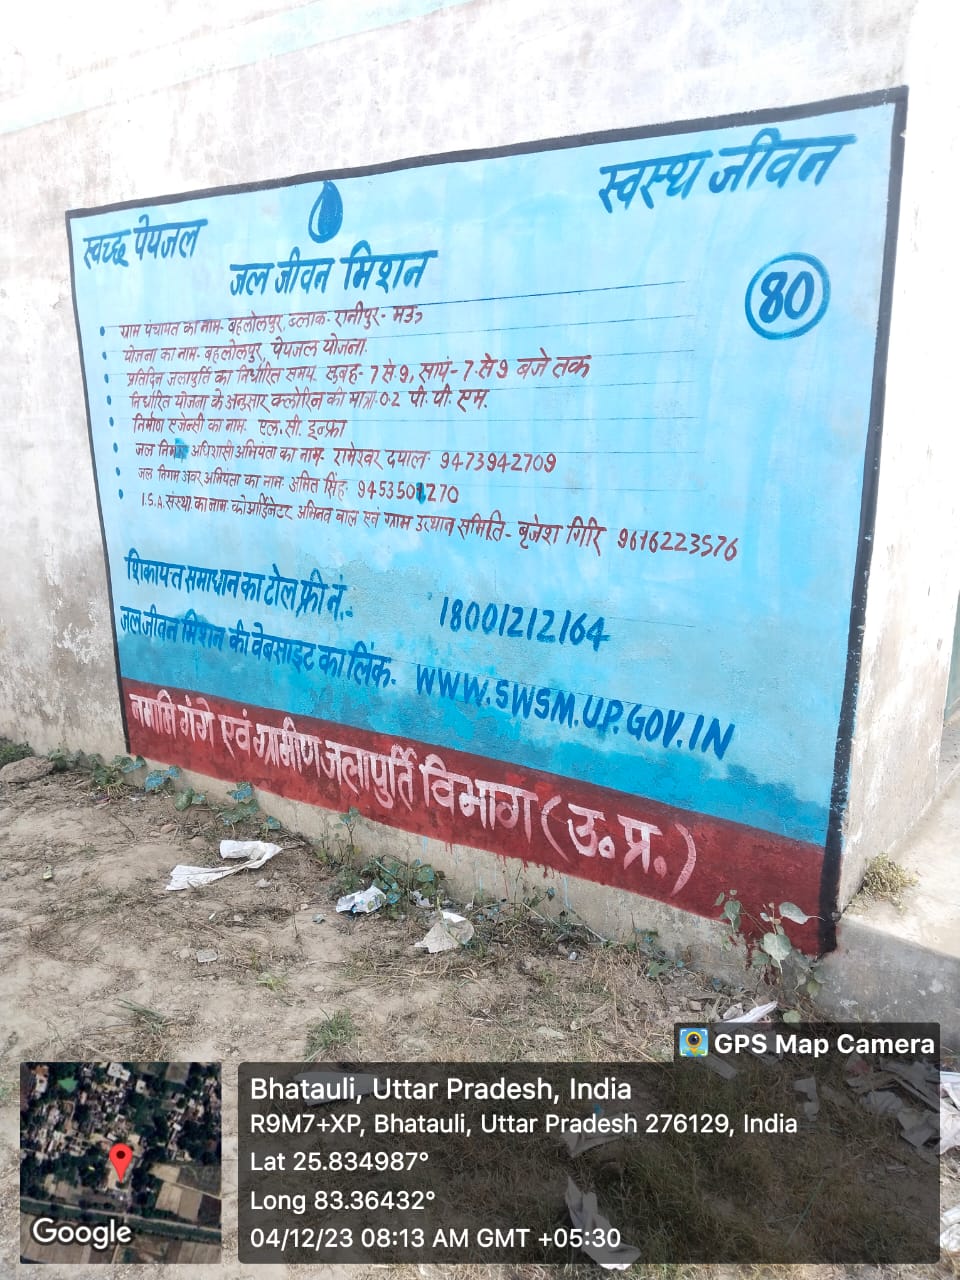 स्वच्छ पेयजल
स्वस्थ जीवन
जल जीवन मिशन
80
ग्राम पंचायत का नाम- बहलोलपुर, ब्लाक- रानीपुर- मऊ
योजना का नाम- बहलोलपुर, पेयजल योजना.
प्रतिदिन जलापूर्ति का निर्धारित समय. सुबह- 7 से 9, सायं- 7 से 9 बजे तक
निर्धारित योजना के अनुसार क्लोरिन की मात्रा 0.2 पी. पी. एम.
निर्माण एजेन्सी का नाम- एल. सी. इन्फ्रा
जल निगम अधिशासी अभियंता का नाम- रामेश्वर दयाल- 9473942709
जल निगम अवर अभियंता का नाम- अमित सिंह- 9453501270
I.S.A. संस्था का नाम- कोआर्डिनेटर अभिनव बाल एवं ग्राम उत्थान समिति- बृजेश गिरि 9616223576
शिकायत समाधान का टोल फ्री नं.:- 18001212164
जल जीवन मिशन की वेबसाइट का लिंक. WWW.SWSM.U.P.GOV.IN
नमामि गंगे एवं ग्रामीण जलापूर्ति विभाग (उ. प्र.)
GPS Map Camera
Bhatauli, Uttar Pradesh, India
R9M7+XP, Bhatauli, Uttar Pradesh 276129, India
Lat 25.834987°
Long 83.36432°
04/12/23 08:13 AM GMT +05:30
Google